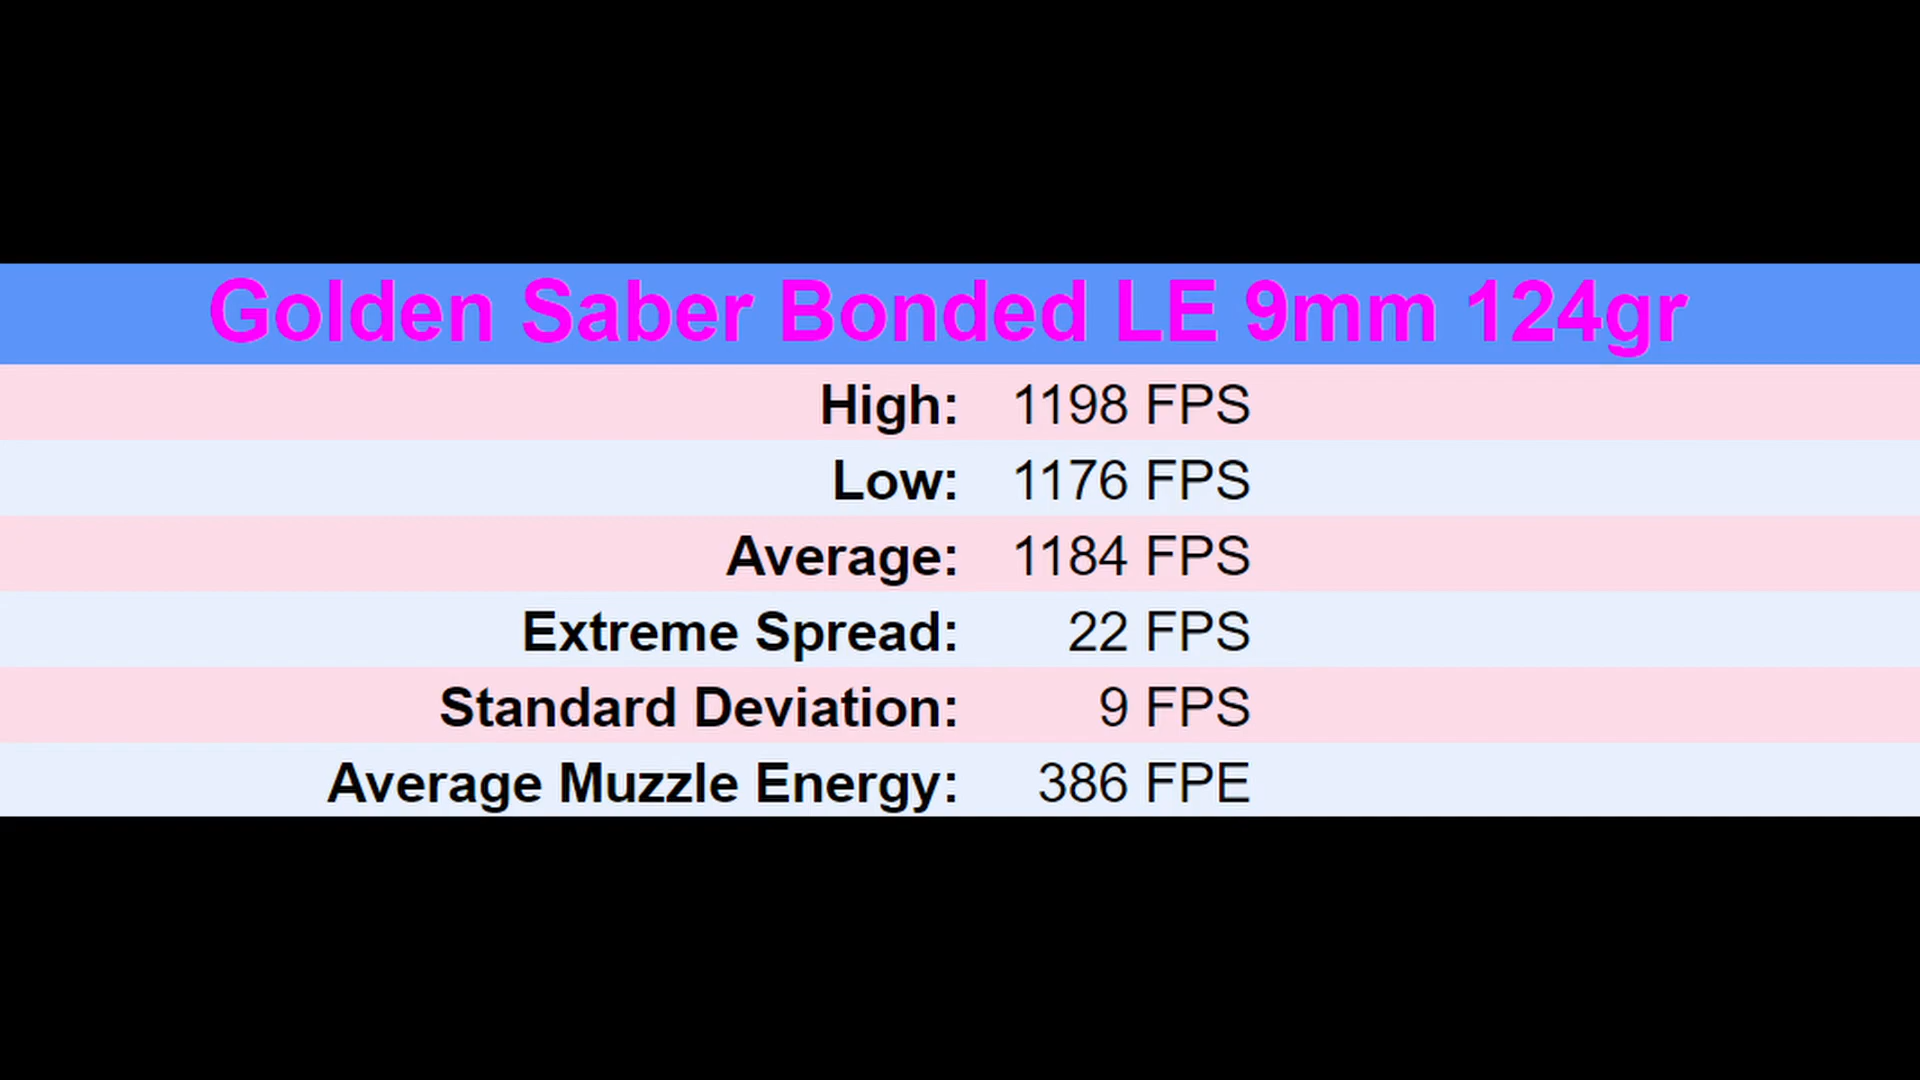 Golden Saber Bonded LE 9mm 124gr
High: 1198 FPS
Low: 1176 FPS
Average: 1184 FPS
Extreme Spread: 22 FPS
Standard Deviation: 9 FPS
Average Muzzle Energy: 386 FPE